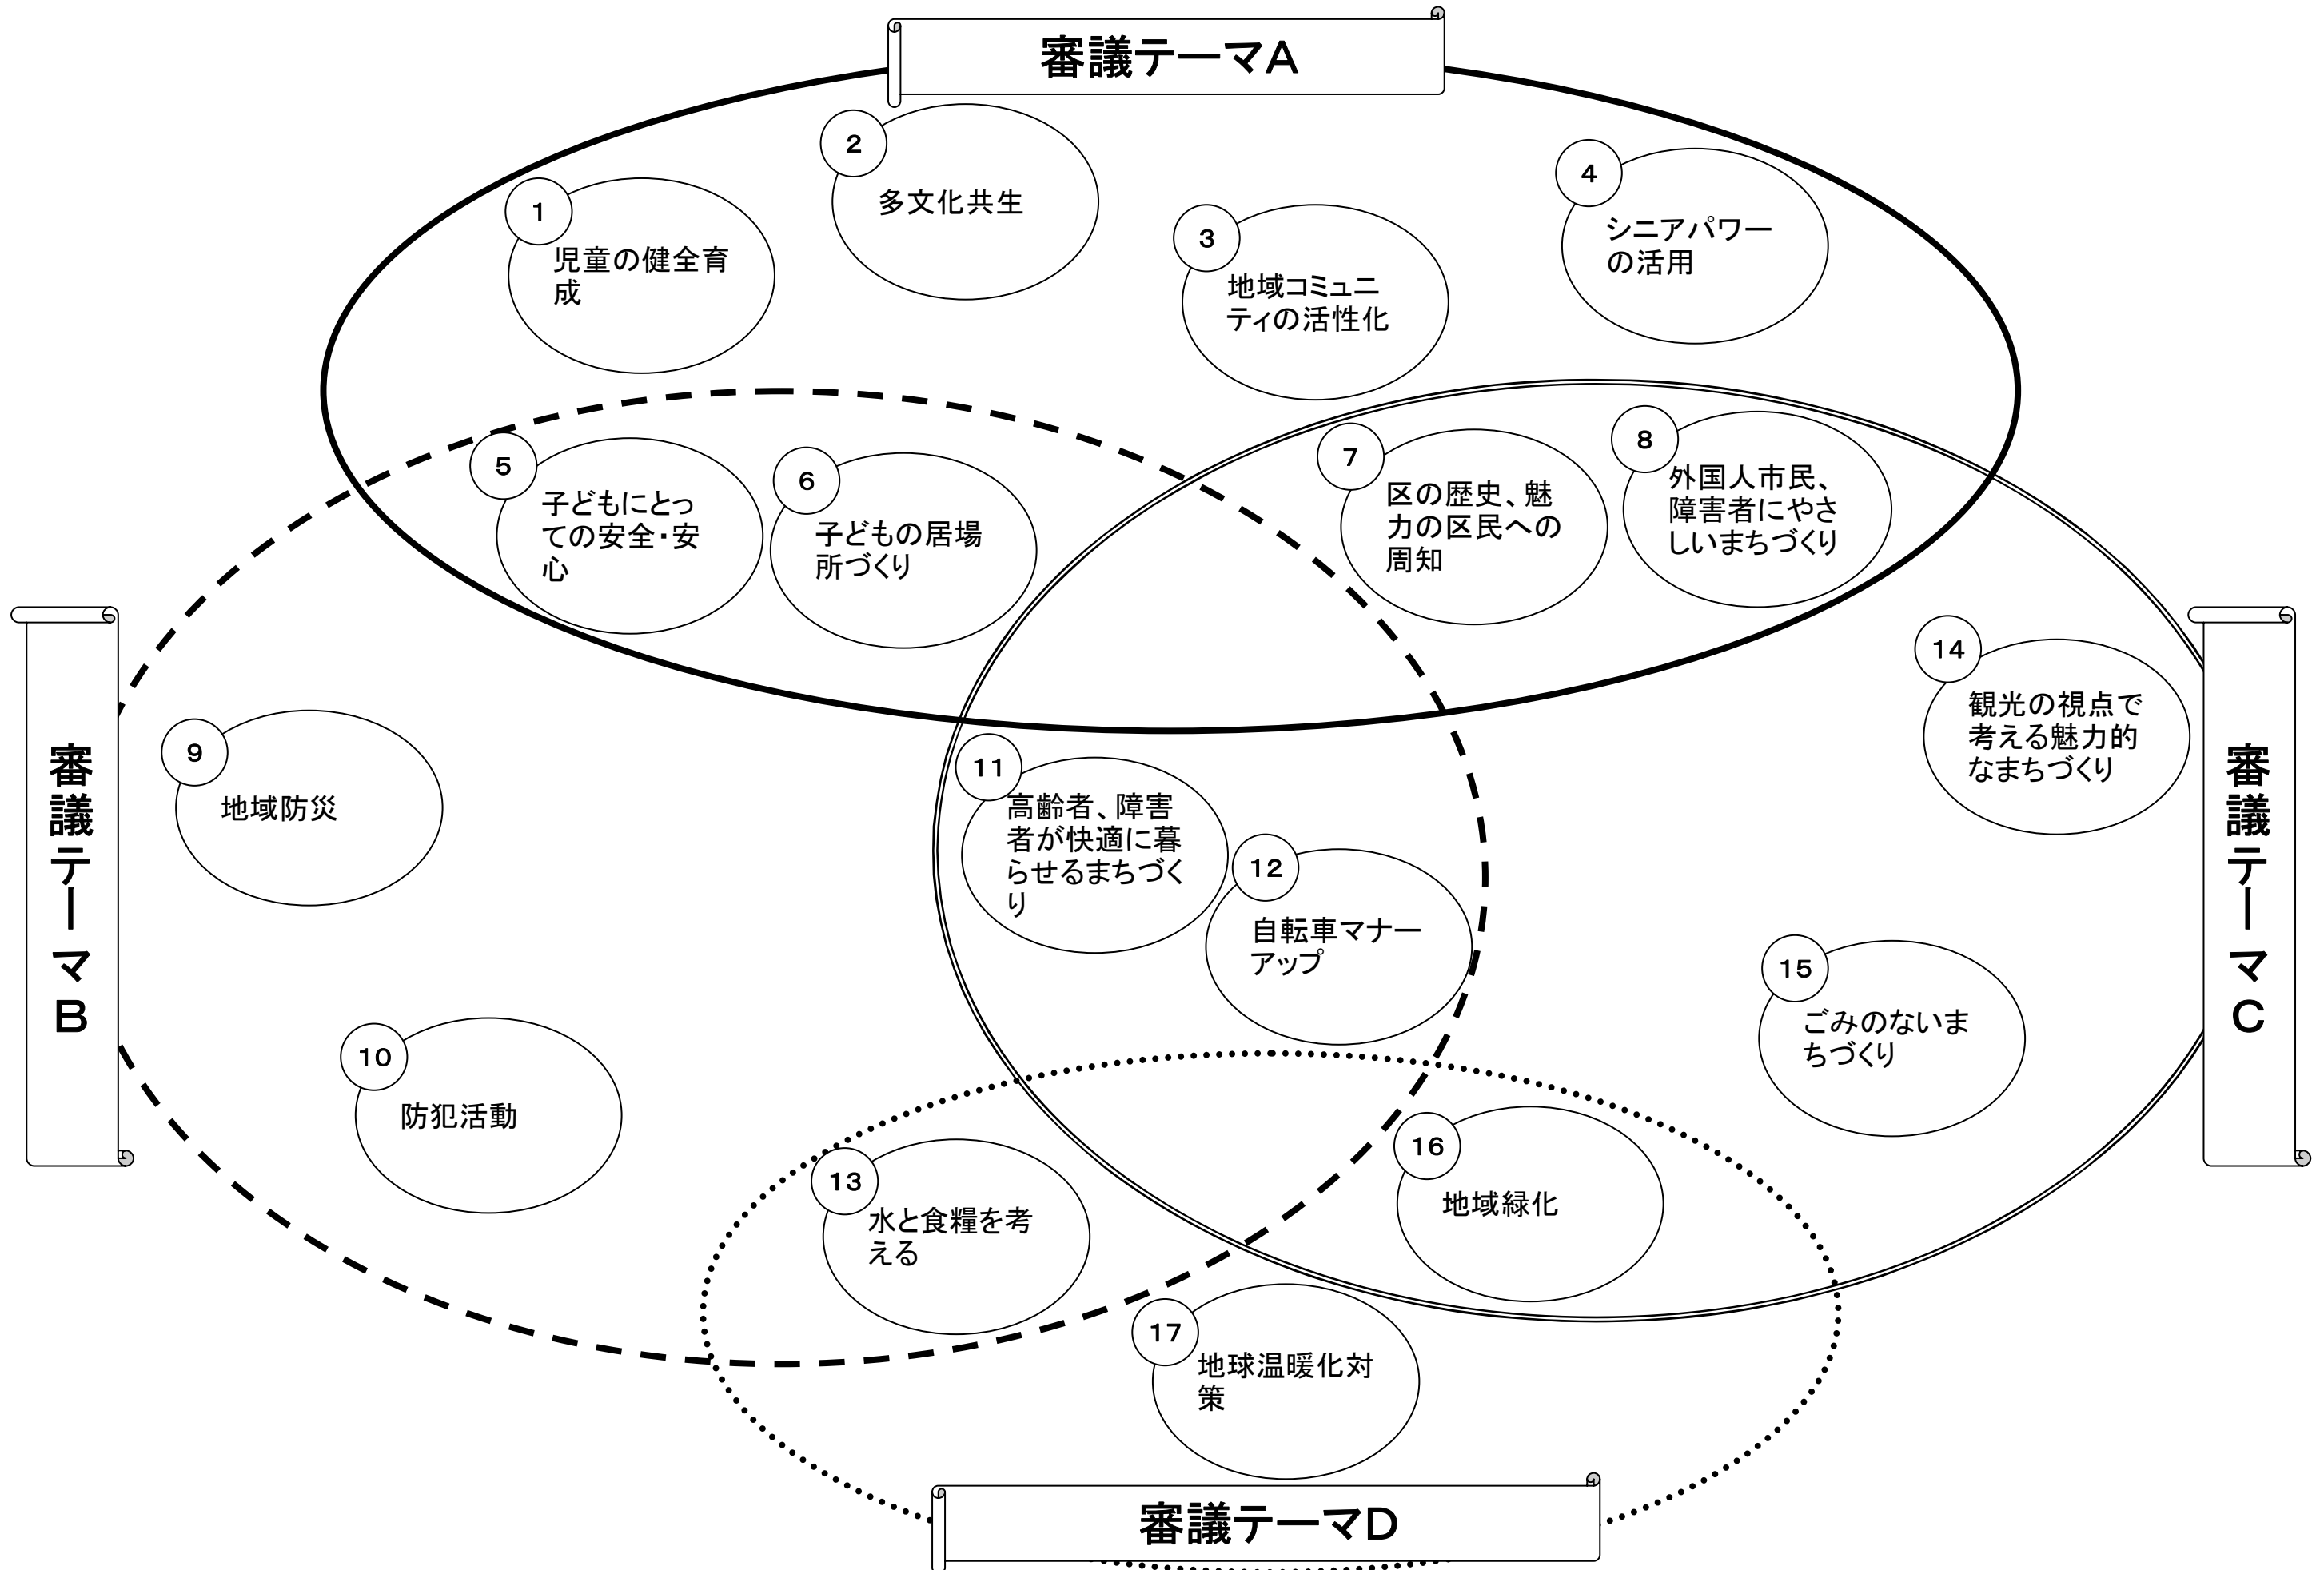 審議テーマA
1
児童の健全育
成
2
多文化共生
3
地域コミュニ
ティの活性化
4
シニアパワー
の活用
5
子どもにとっ
ての安全・安
心
6
子どもの居場
所づくり
7
区の歴史、魅
力の区民への
周知
8
外国人市民、
障害者にやさ
しいまちづくり
審議テーマB
9
地域防災
10
防犯活動
11
高齢者、障害
者が快適に暮
らせるまちづく
り
12
自転車マナー
アップ
13
水と食糧を考
える
14
観光の視点で
考える魅力的
なまちづくり
審議テーマC
15
ごみのないま
ちづくり
16
地域緑化
17
地球温暖化対
策
審議テーマD